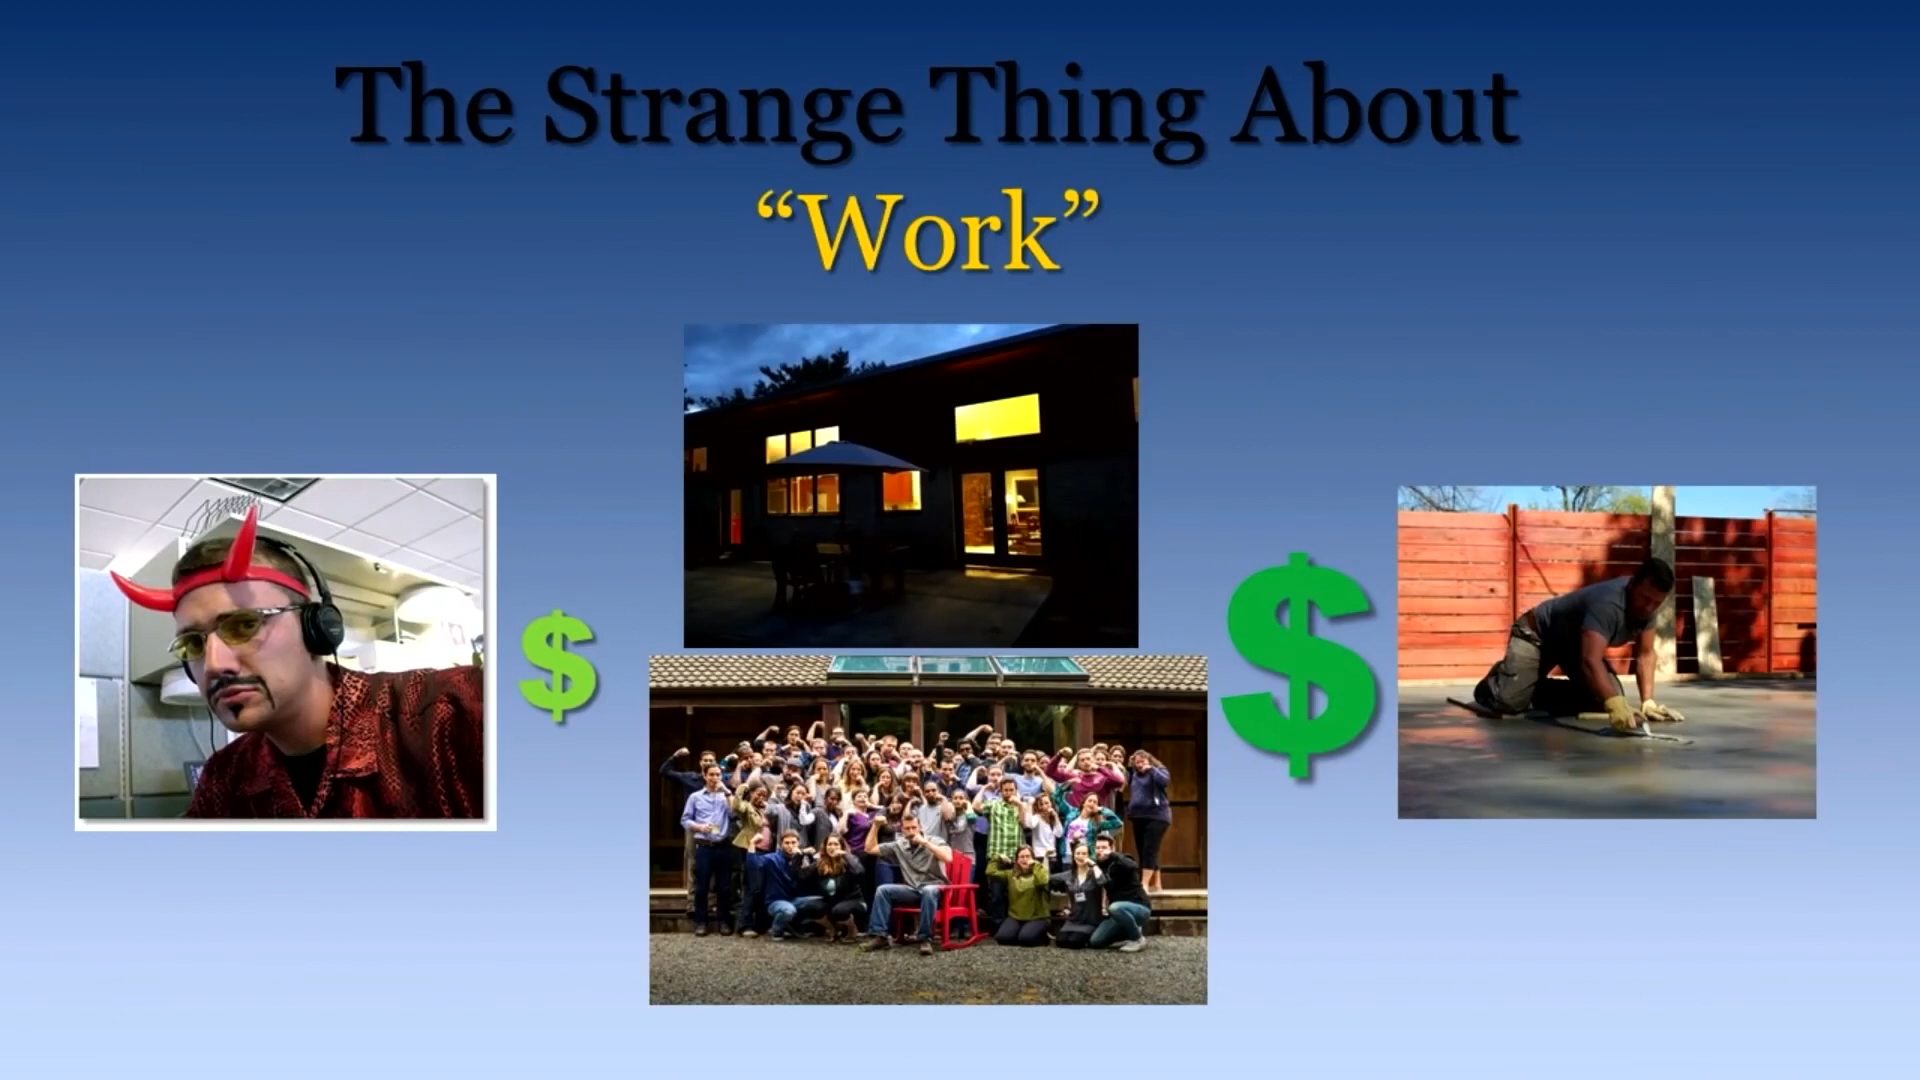 The Strange Thing About
“Work”
$
$